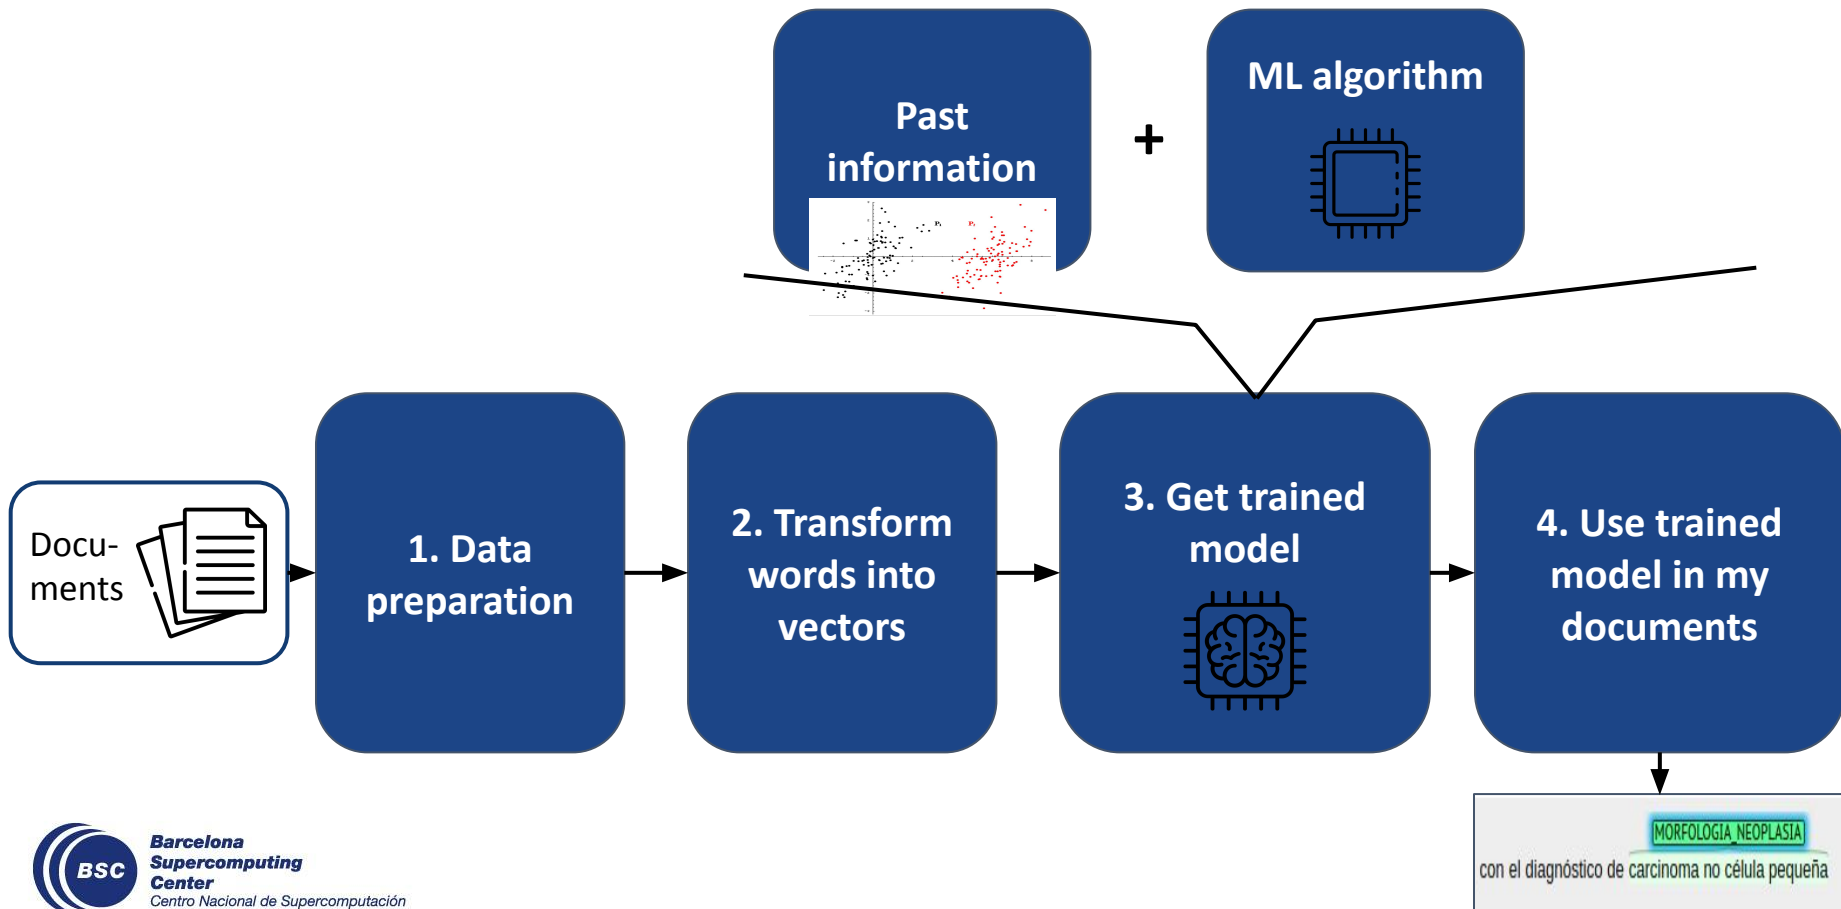 Past
information
+
ML algorithm
P₁
Docu-
ments
1. Data
preparation
2. Transform
words into
vectors
3. Get trained
model
4. Use trained
model in my
documents
MORFOLOGIA_NEOPLASIA
con el diagnóstico de carcinoma no célula pequeña
BSC
Barcelona
Supercomputing
Center
Centro Nacional de Supercomputación